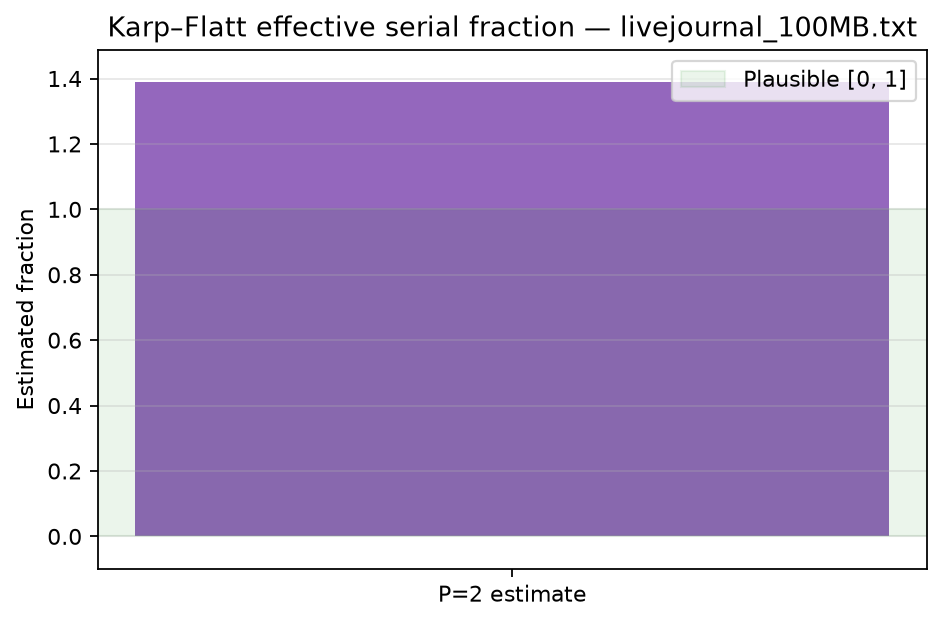 Karp–Flatt effective serial fraction — livejournal_100MB.txt
Plausible [0, 1]
Estimated fraction
1.4
1.2
1.0
0.8
0.6
0.4
0.2
0.0
P=2 estimate